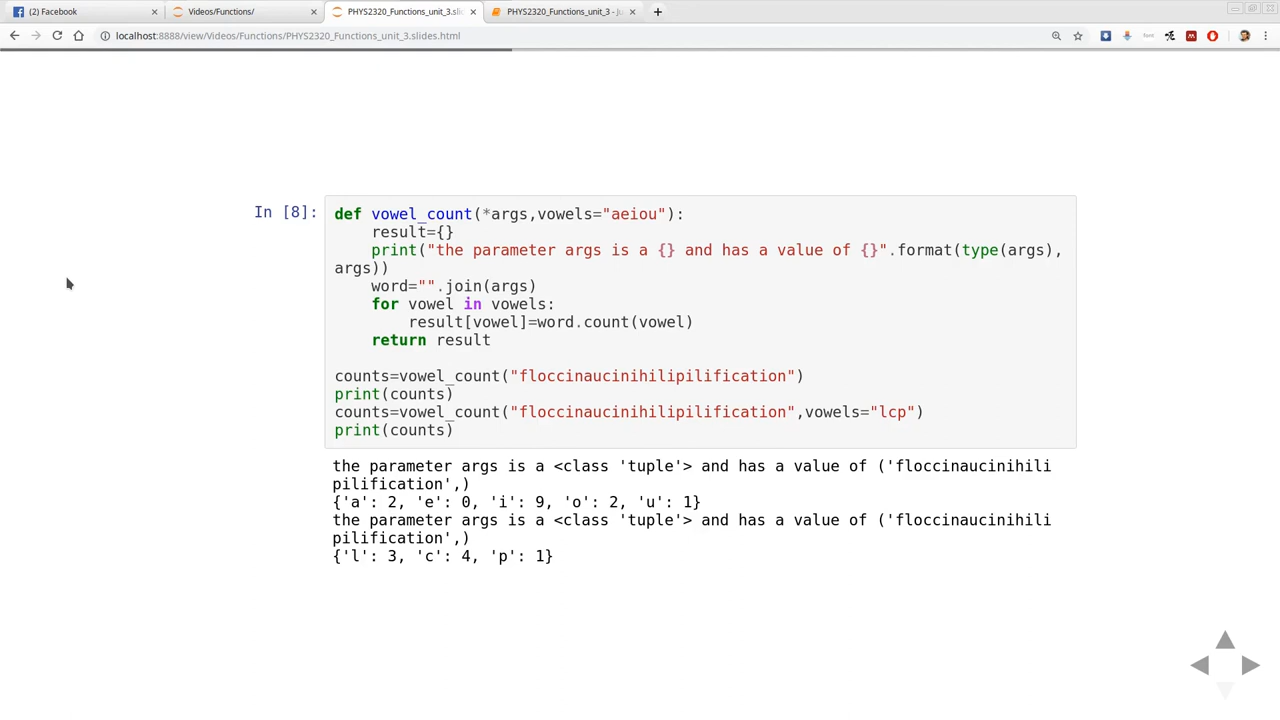 (2) Facebook
Videos/Functions/
PHYS2320_Functions_unit_3.slid
PHYS2320_Functions_unit_3 - Ju
localhost:8888/view/Videos/Functions/PHYS2320_Functions_unit_3.slides.html
In [8]:
def vowel_count(*args,vowels="aeiou"):
    result={}
    print("the parameter args is a {} and has a value of {}".format(type(args),
args))
    word="".join(args)
    for vowel in vowels:
        result[vowel]=word.count(vowel)
    return result
counts=vowel_count("floccinaucinihilipilification")
print(counts)
counts=vowel_count("floccinaucinihilipilification",vowels="lcp")
print(counts)
the parameter args is a <class 'tuple'> and has a value of ('floccinaucinihili
pilification',)
{'a': 2, 'e': 0, 'i': 9, 'o': 2, 'u': 1}
the parameter args is a <class 'tuple'> and has a value of ('floccinaucinihili
pilification',)
{'l': 3, 'c': 4, 'p': 1}